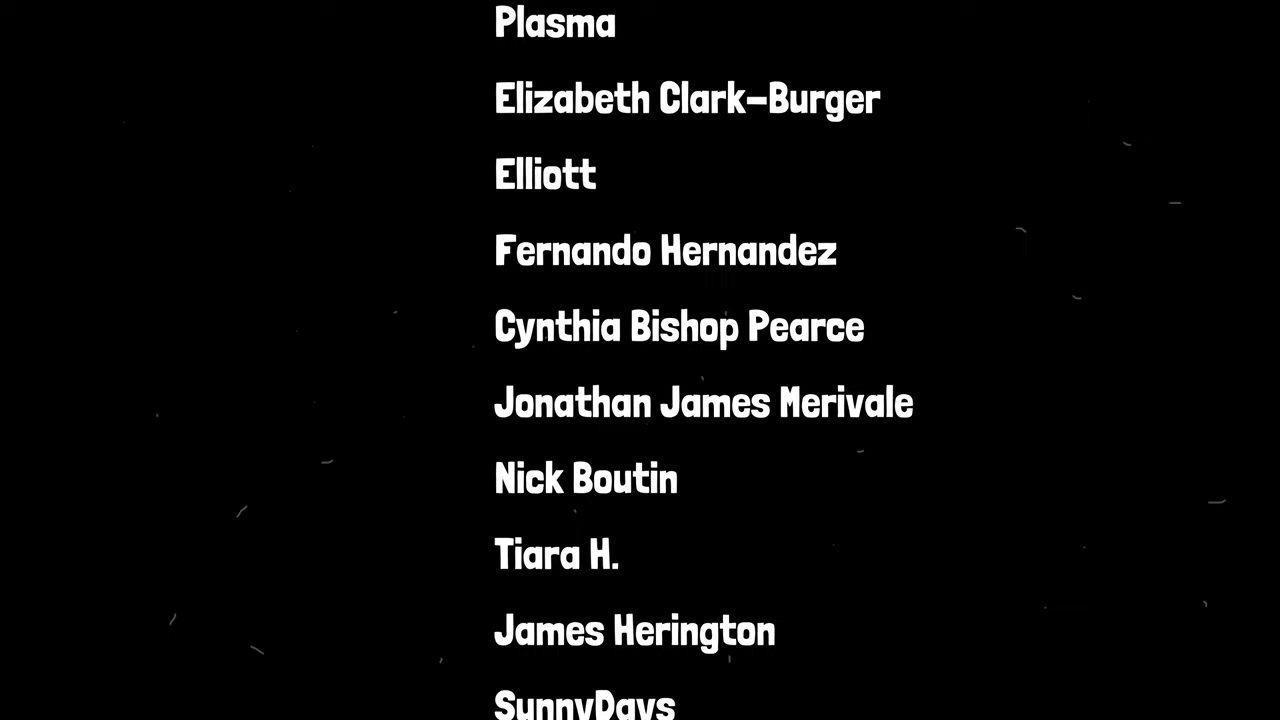 Plasma
Elizabeth Clark-Burger
Elliott
Fernando Hernandez
Cynthia Bishop Pearce
Jonathan James Merivale
Nick Boutin
Tiara H.
James Herington
SunnyDays